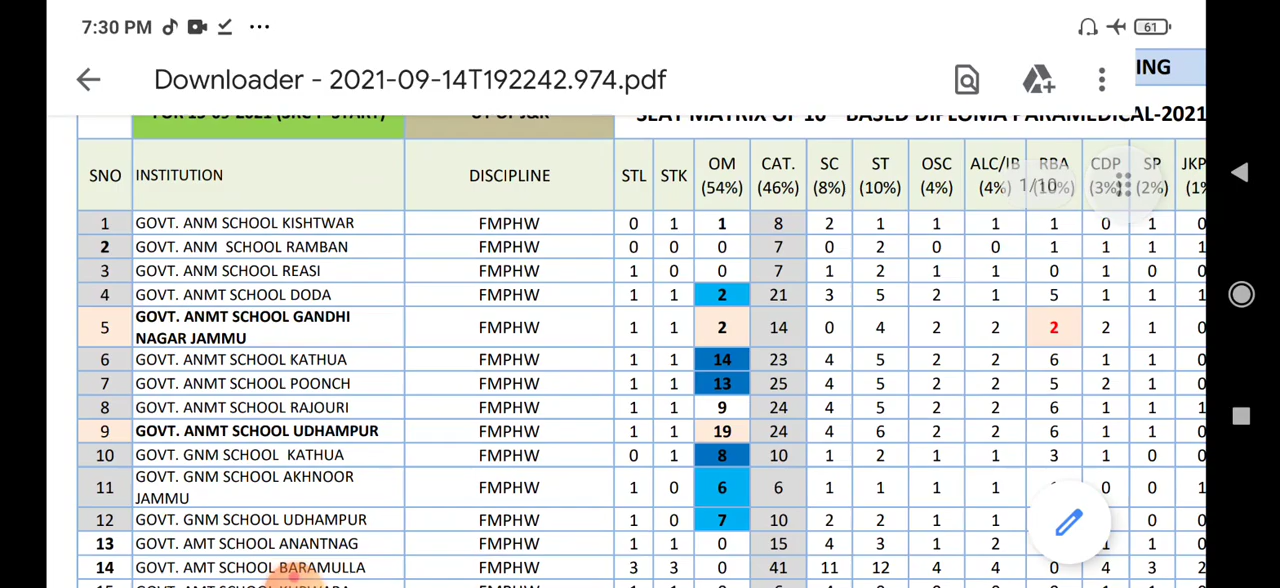 7:30 PM
61
Downloader - 2021-09-14T192242.974.pdf
ING
SEAT MATRIX OF 10 BASED DIPLOMA PARAMEDICAL-2021
SNO INSTITUTION DISCIPLINE STL STK OM (54%) CAT. (46%) SC (8%) ST (10%) OSC (4%) ALC/IB (4%) RBA (10%) CDP (3%) SP (2%) JKP (1%
1/10
1 GOVT. ANM SCHOOL KISHTWAR FMPHW 0 1 1 8 2 1 1 1 1 0 1 0
2 GOVT. ANM SCHOOL RAMBAN FMPHW 0 0 0 7 0 2 0 0 1 1 1 1
3 GOVT. ANM SCHOOL REASI FMPHW 1 0 0 7 1 2 1 1 0 1 0 0
4 GOVT. ANMT SCHOOL DODA FMPHW 1 1 2 21 3 5 2 1 5 1 1 1
5 GOVT. ANMT SCHOOL GANDHI NAGAR JAMMU FMPHW 1 1 2 14 0 4 2 2 2 2 1 0
6 GOVT. ANMT SCHOOL KATHUA FMPHW 1 1 14 23 4 5 2 2 6 1 1 0
7 GOVT. ANMT SCHOOL POONCH FMPHW 1 1 13 25 4 5 2 2 5 2 1 0
8 GOVT. ANMT SCHOOL RAJOURI FMPHW 1 1 9 24 4 5 2 2 6 1 1 1
9 GOVT. ANMT SCHOOL UDHAMPUR FMPHW 1 1 19 24 4 6 2 2 6 1 1 0
10 GOVT. GNM SCHOOL KATHUA FMPHW 0 1 8 10 1 2 1 1 3 1 0 0
11 GOVT. GNM SCHOOL AKHNOOR JAMMU FMPHW 1 0 6 6 1 1 1 1 0 0 1
12 GOVT. GNM SCHOOL UDHAMPUR FMPHW 1 0 7 10 2 2 1 1 0 0
13 GOVT. AMT SCHOOL ANANTNAG FMPHW 1 1 0 15 4 3 1 2 1 1 0
14 GOVT. AMT SCHOOL BARAMULLA FMPHW 3 3 0 41 11 12 4 4 0 4 3 2